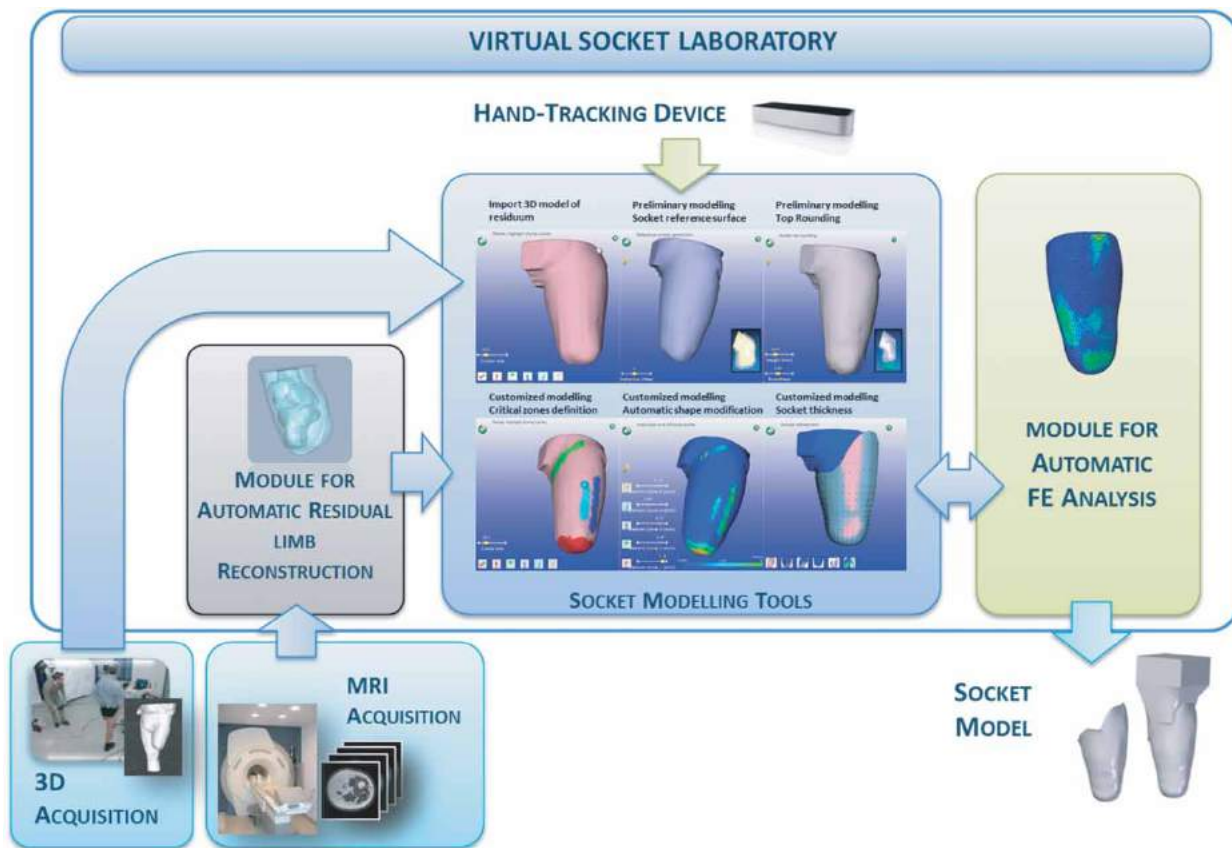 VIRTUAL SOCKET LABORATORY
HAND-TRACKING DEVICE
Import 3D model of
residuum
Preliminary modelling
Socket reference surface
Preliminary modelling
Top Rounding
Customized modelling
Critical zones definition
Customized modelling
Automatic shape modification
Customized modelling
Socket thickness
SOCKET MODELLING TOOLS
MODULE FOR
AUTOMATIC RESIDUAL
LIMB
RECONSTRUCTION
MODULE FOR
AUTOMATIC
FE ANALYSIS
3D
ACQUISITION
MRI
ACQUISITION
SOCKET
MODEL